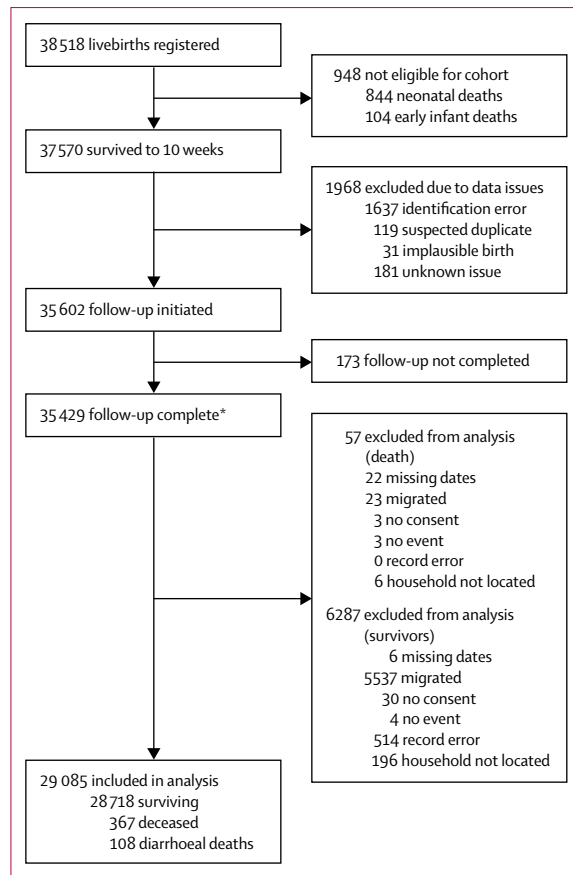 38 518 livebirths registered
948 not eligible for cohort
844 neonatal deaths
104 early infant deaths
37 570 survived to 10 weeks
1968 excluded due to data issues
1637 identification error
119 suspected duplicate
31 implausible birth
181 unknown issue
35 602 follow-up initiated
173 follow-up not completed
35 429 follow-up complete*
57 excluded from analysis
(death)
22 missing dates
23 migrated
3 no consent
3 no event
0 record error
6 household not located
6287 excluded from analysis
(survivors)
6 missing dates
5537 migrated
30 no consent
4 no event
514 record error
196 household not located
29 085 included in analysis
28 718 surviving
367 deceased
108 diarrhoeal deaths